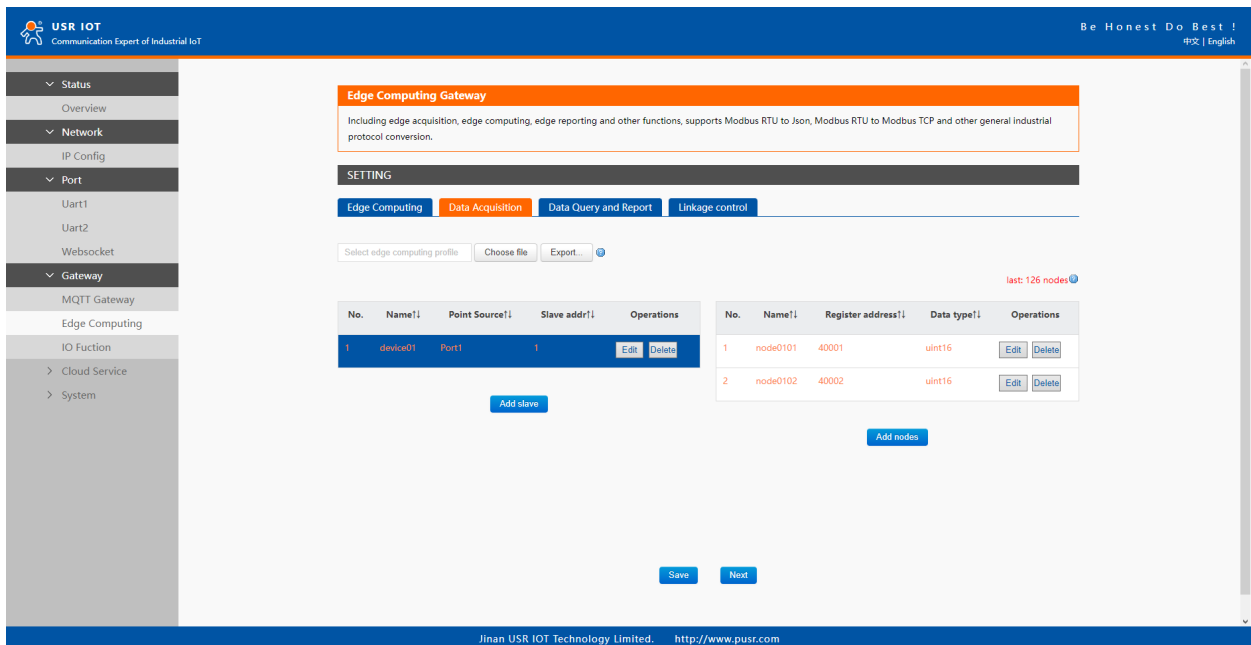 USR IOT
Communication Expert of Industrial IoT
Be Honest Do Best !
中文 | English
Status
Overview
Network
IP Config
Port
Uart1
Uart2
Websocket
Gateway
MQTT Gateway
Edge Computing
IO Fuction
Cloud Service
System
Edge Computing Gateway
Including edge acquisition, edge computing, edge reporting and other functions, supports Modbus RTU to Json, Modbus RTU to Modbus TCP and other general industrial
protocol conversion.
SETTING
Edge Computing Data Acquisition Data Query and Report Linkage control
Select edge computing profile Choose file Export...
last: 126 nodes
No. Name↑↓ Point Source↑↓ Slave addr↑↓ Operations
1 device01 Port1 1 Edit Delete
Add slave
No. Name↑↓ Register address↑↓ Data type↑↓ Operations
1 node0101 40001 uint16 Edit Delete
2 node0102 40002 uint16 Edit Delete
Add nodes
Save Next
Jinan USR IOT Technology Limited. http://www.pusr.com